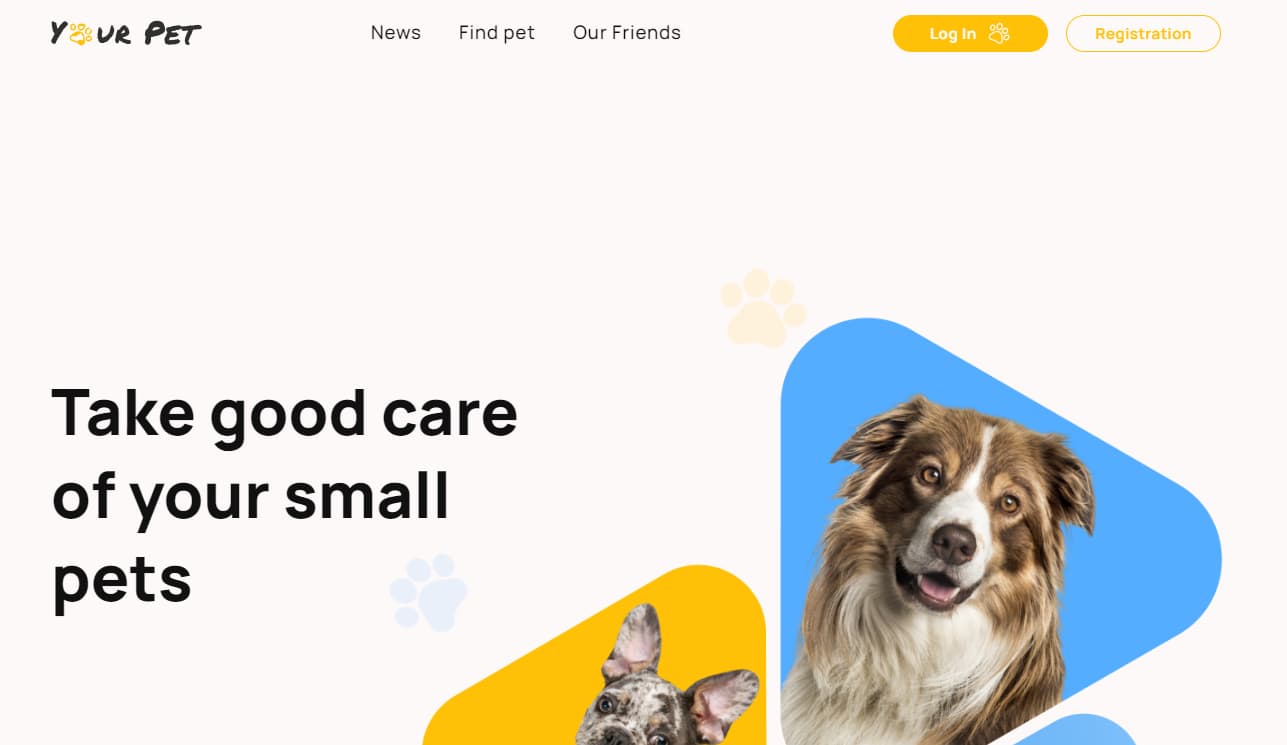 Your Pet
News
Find pet
Our Friends
Log In
Registration
Take good care
of your small
pets